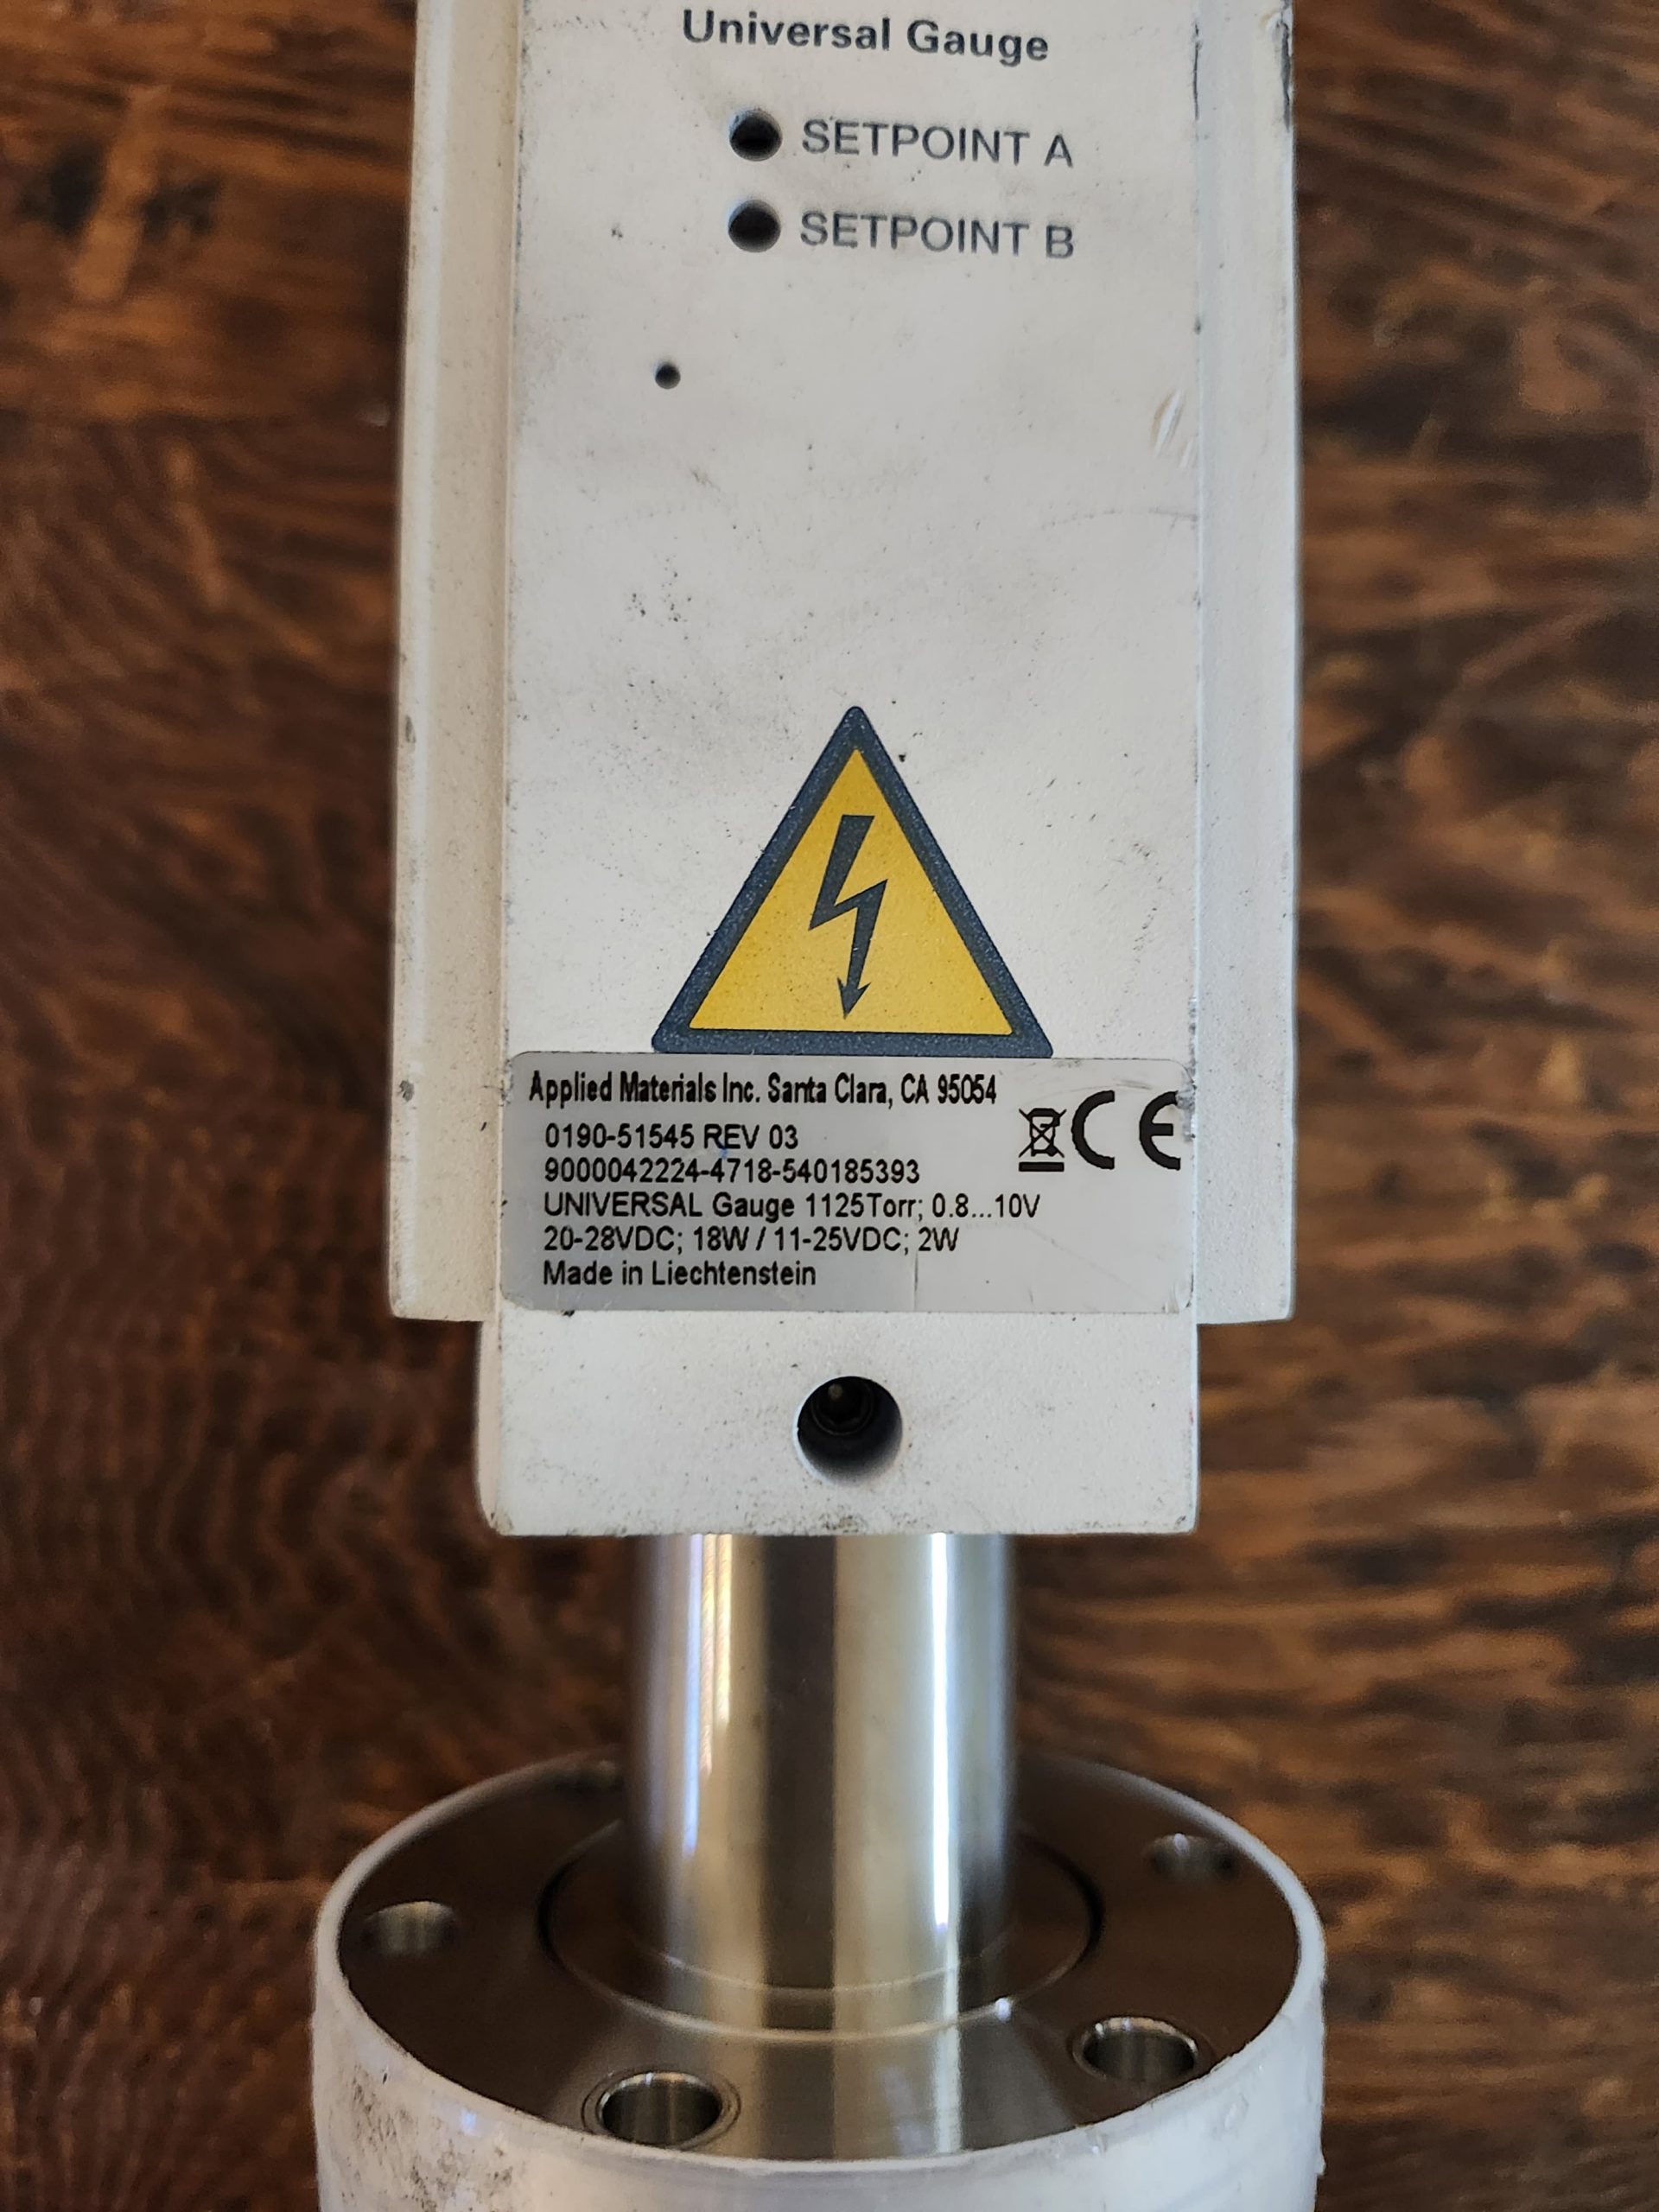 Universal Gauge
SETPOINT A
SETPOINT B
Applied Materials Inc. Santa Clara, CA 95054
0190-51545 REV 03
9000042224-4718-540185393
UNIVERSAL Gauge 1125Torr; 0.8...10V
20-28VDC; 18W / 11-25VDC; 2W
Made in Liechtenstein
CE